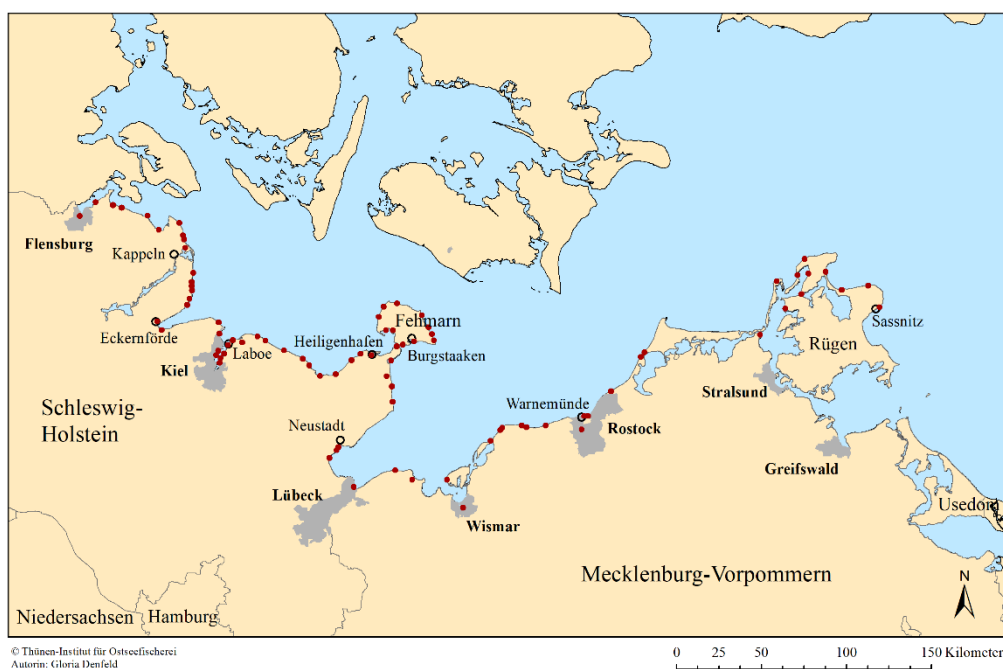 Flensburg
Kappeln
Eckernförde
Laboe
Kiel
Heiligenhafen
Fehmarn
Burgstaaken
Schleswig-
Holstein
Neustadt
Lübeck
Wismar
Warnemünde
Rostock
Sassnitz
Rügen
Stralsund
Greifswald
Usedom
Mecklenburg-Vorpommern
Niedersachsen
Hamburg
N
© Thünen-Institut für Ostseefischerei
Autorin: Gloria Denfeld
0 25 50 100 150 Kilometer